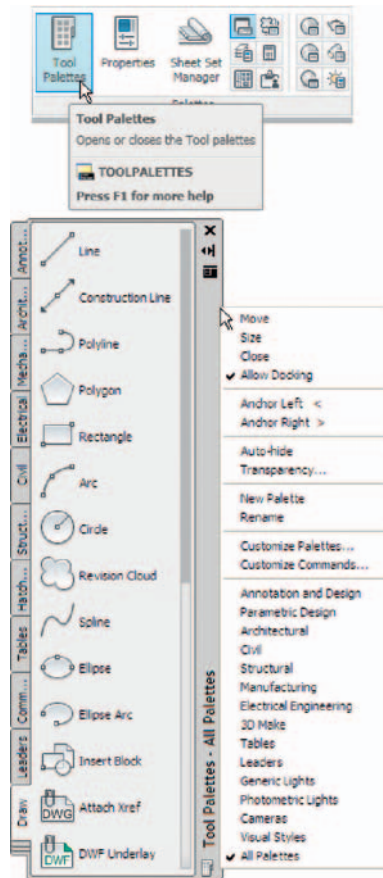 Tool
Palettes
Properties
Sheet Set
Manager
Palettes
Tool Palettes
Opens or closes the Tool palettes
TOOLPALETTES
Press F1 for more help
Annot...
Archit...
Mecha...
Electrical
Civil
Struct...
Hatch...
Tables
Comm...
Leaders
Draw
Line
Construction Line
Polyline
Polygon
Rectangle
Arc
Circle
Revision Cloud
Spline
Ellipse
Ellipse Arc
Insert Block
DWG
Attach Xref
DWF
DWF Underlay
Tool Palettes - All Palettes
Move
Size
Close
Allow Docking
Anchor Left <
Anchor Right >
Auto-hide
Transparency...
New Palette
Rename
Customize Palettes...
Customize Commands...
Annotation and Design
Parametric Design
Architectural
Civil
Structural
Manufacturing
Electrical Engineering
3D Make
Tables
Leaders
Generic Lights
Photometric Lights
Cameras
Visual Styles
All Palettes